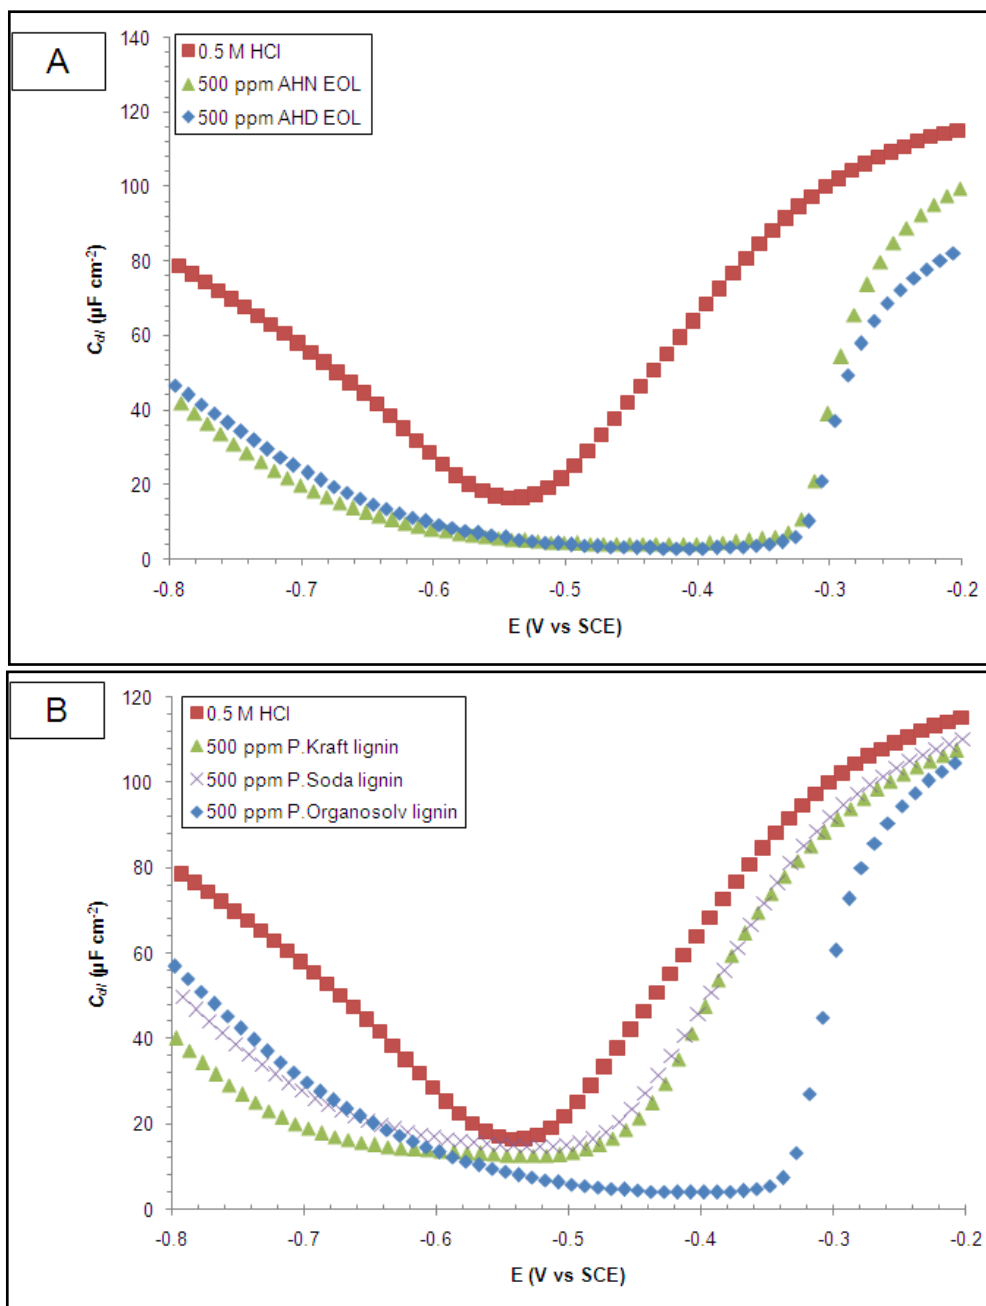 A
0.5 M HCl
500 ppm AHN EOL
500 ppm AHD EOL
140
120
100
80
60
40
20
0
C_dl (µF cm⁻²)
-0.8 -0.7 -0.6 -0.5 -0.4 -0.3 -0.2
E (V vs SCE)
B
0.5 M HCl
500 ppm P.Kraft lignin
500 ppm P.Soda lignin
500 ppm P.Organosolv lignin
120
100
80
60
40
20
0
C_dl (µF cm⁻²)
-0.8 -0.7 -0.6 -0.5 -0.4 -0.3 -0.2
E (V vs SCE)